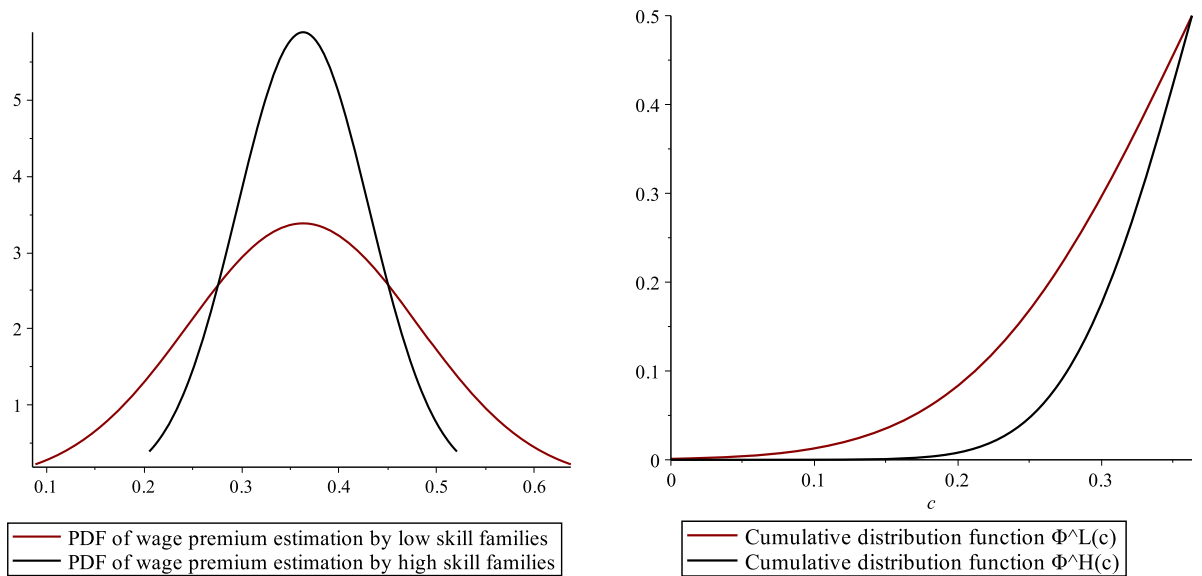 5
4
3
2
1
0.1 0.2 0.3 0.4 0.5 0.6
PDF of wage premium estimation by low skill families
PDF of wage premium estimation by high skill families
0.5
0.4
0.3
0.2
0.1
0
0 0.1 0.2 0.3
c
Cumulative distribution function Φ^L(c)
Cumulative distribution function Φ^H(c)